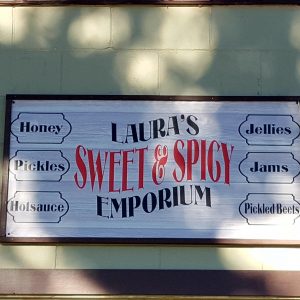 LAURA'S
SWEET & SPICY
EMPORIUM
Honey
Pickles
Hotsauce
Jellies
Jams
Pickled Beets